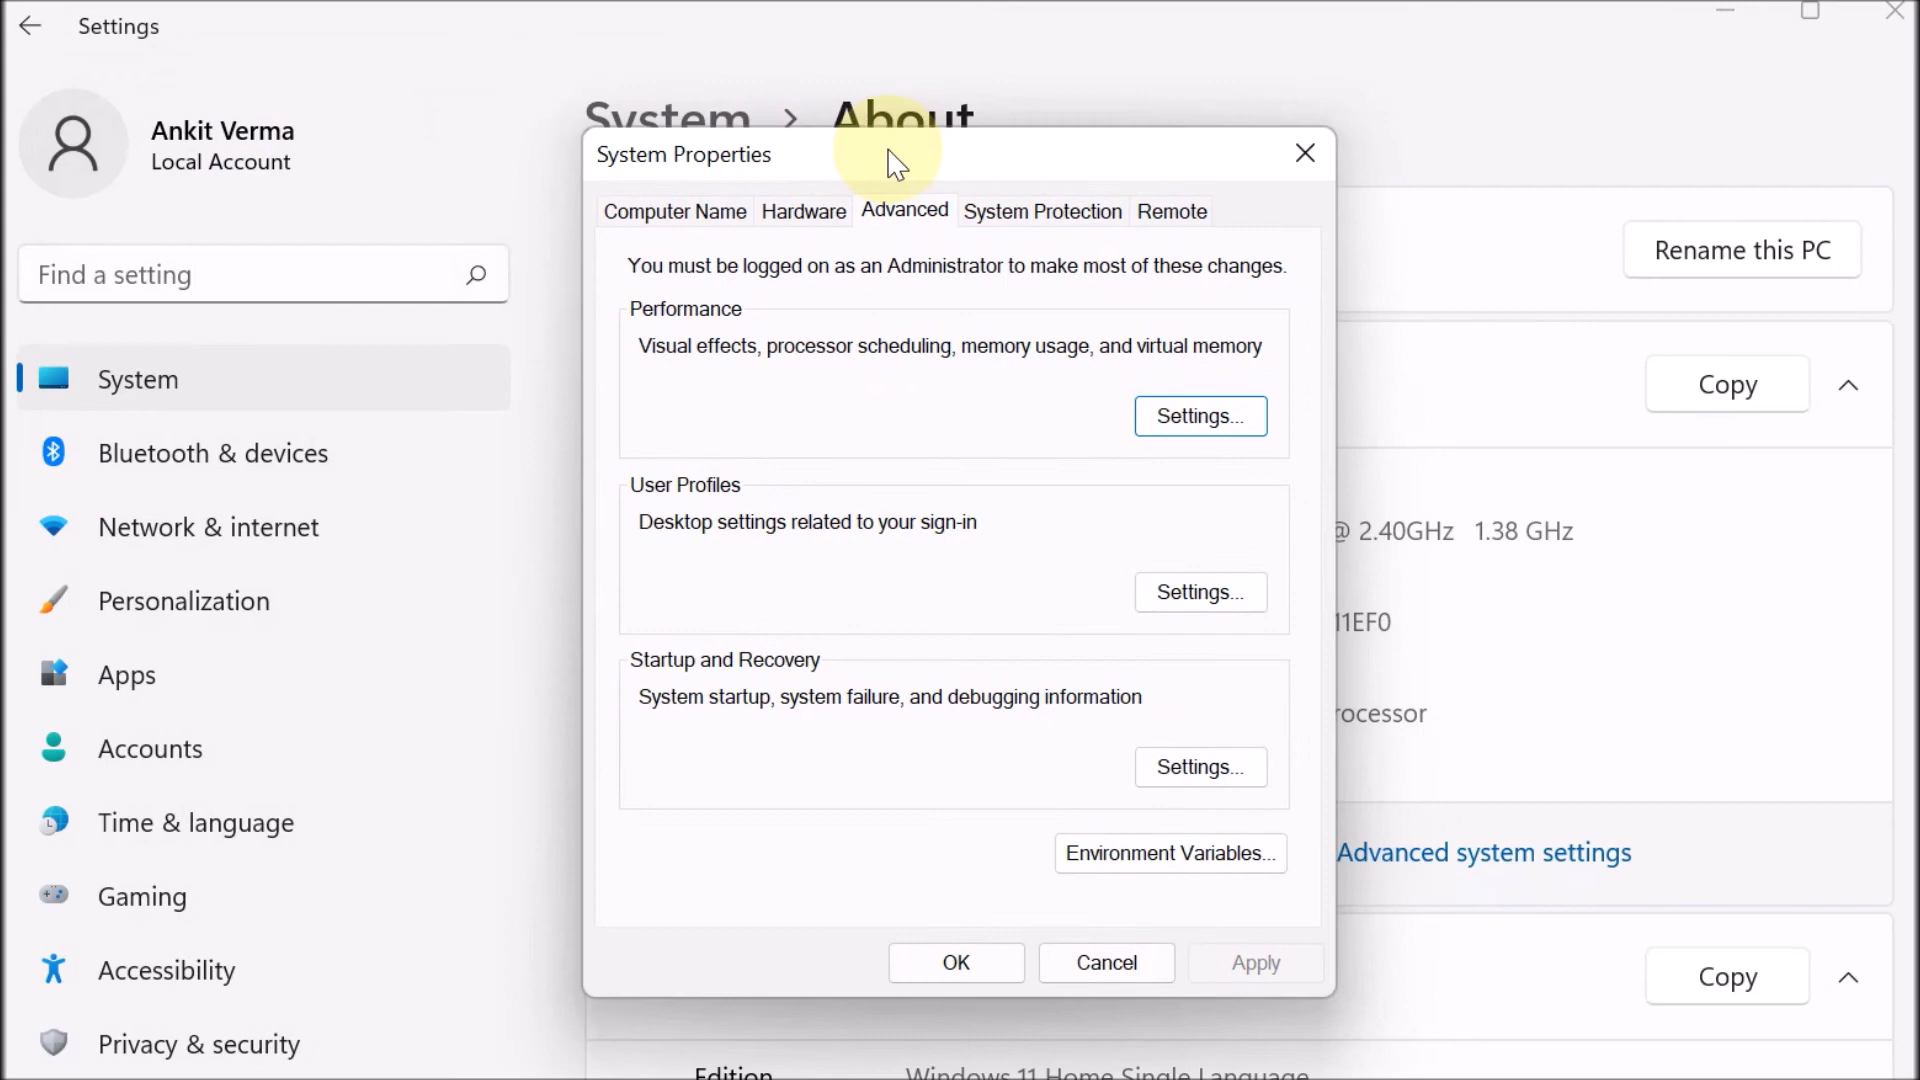 Settings
Ankit Verma
Local Account
Find a setting
System
Bluetooth & devices
Network & internet
Personalization
Apps
Accounts
Time & language
Gaming
Accessibility
Privacy & security
System > About
System Properties
Computer Name Hardware Advanced System Protection Remote
You must be logged on as an Administrator to make most of these changes.
Performance
Visual effects, processor scheduling, memory usage, and virtual memory
Settings...
User Profiles
Desktop settings related to your sign-in
Settings...
Startup and Recovery
System startup, system failure, and debugging information
Settings...
Environment Variables...
OK Cancel Apply
Rename this PC
Copy
@ 2.40GHz 1.38 GHz
11EF0
rocessor
Advanced system settings
Copy
Edition Windows 11 Home Single Language